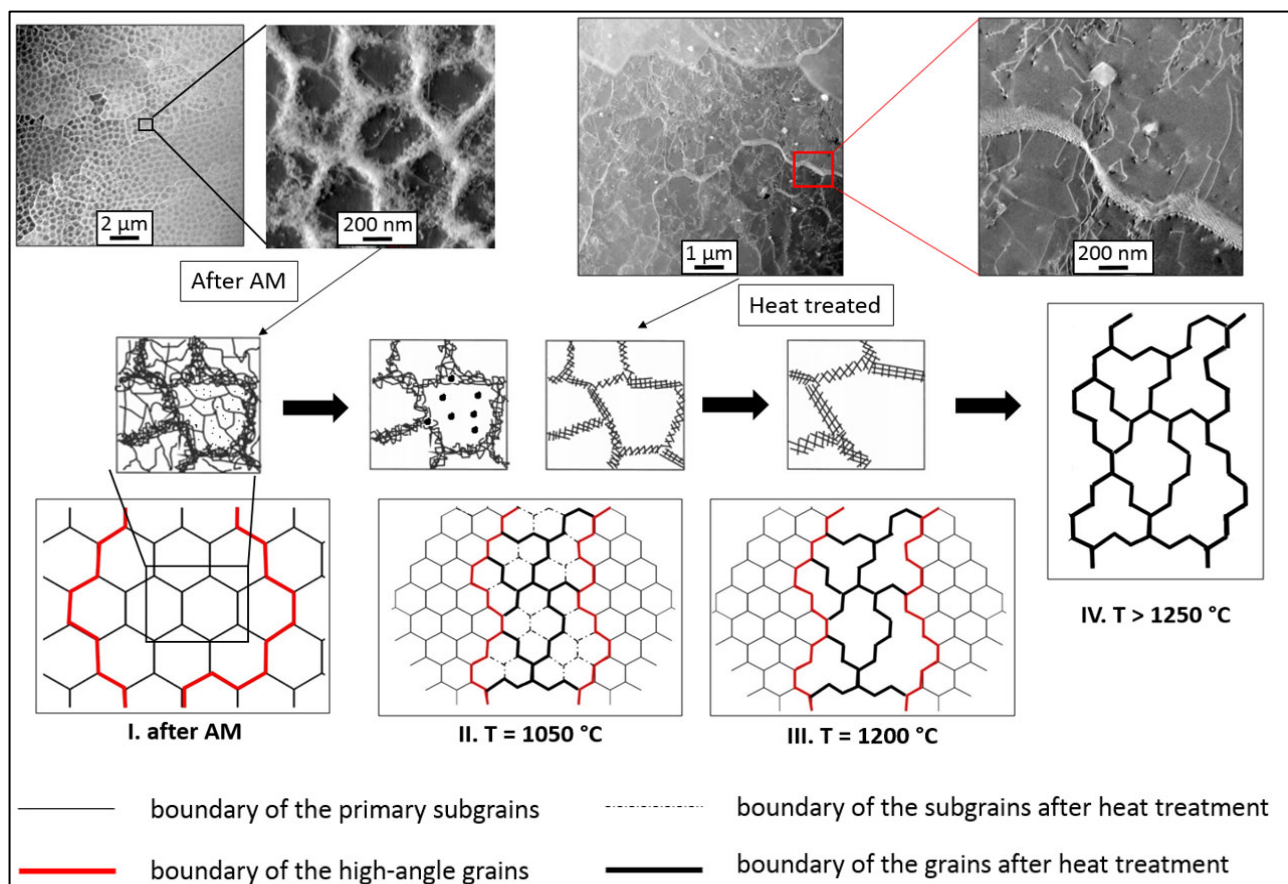 2 μm
200 nm
1 μm
200 nm
After AM
Heat treated
I. after AM
II. T = 1050 °C
III. T = 1200 °C
IV. T > 1250 °C
boundary of the primary subgrains
boundary of the subgrains after heat treatment
boundary of the high-angle grains
boundary of the grains after heat treatment